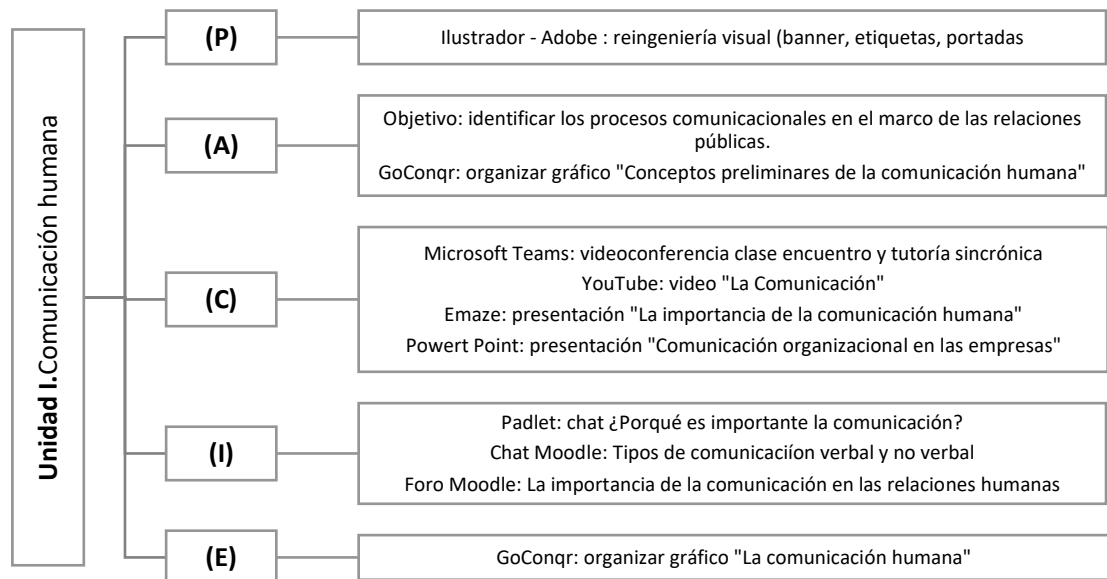 Unidad I.Comunicación humana
(P)
Ilustrador - Adobe : reingeniería visual (banner, etiquetas, portadas
(A)
Objetivo: identificar los procesos comunicacionales en el marco de las relaciones
públicas.
GoConqr: organizar gráfico "Conceptos preliminares de la comunicación humana"
(C)
Microsoft Teams: videoconferencia clase encuentro y tutoría sincrónica
YouTube: video "La Comunicación"
Emaze: presentación "La importancia de la comunicación humana"
Powert Point: presentación "Comunicación organizacional en las empresas"
(I)
Padlet: chat ¿Porqué es importante la comunicación?
Chat Moodle: Tipos de comunicaciíon verbal y no verbal
Foro Moodle: La importancia de la comunicación en las relaciones humanas
(E)
GoConqr: organizar gráfico "La comunicación humana"